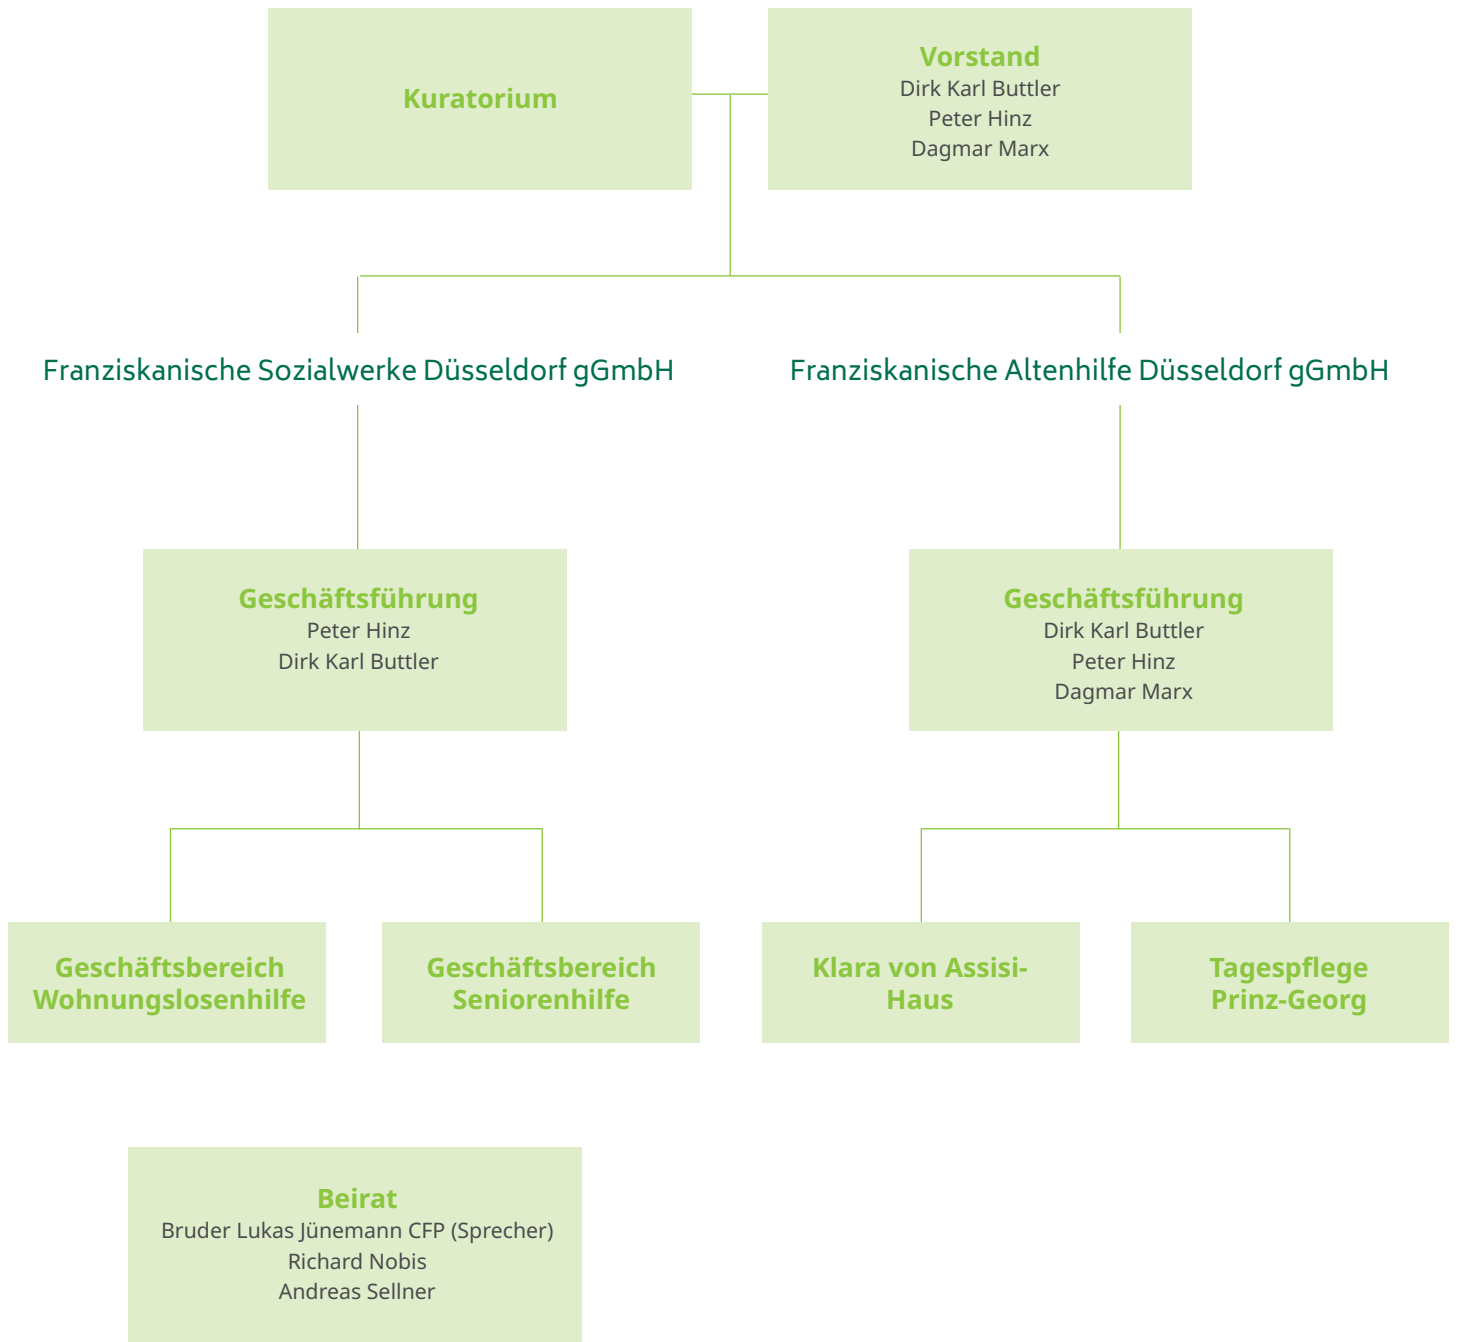 Kuratorium
Vorstand
Dirk Karl Buttler
Peter Hinz
Dagmar Marx
Franziskanische Sozialwerke Düsseldorf gGmbH
Franziskanische Altenhilfe Düsseldorf gGmbH
Geschäftsführung
Peter Hinz
Dirk Karl Buttler
Geschäftsführung
Dirk Karl Buttler
Peter Hinz
Dagmar Marx
Geschäftsbereich
Wohnungslosenhilfe
Geschäftsbereich
Seniorenhilfe
Klara von Assisi-
Haus
Tagespflege
Prinz-Georg
Beirat
Bruder Lukas Jünemann CFP (Sprecher)
Richard Nobis
Andreas Sellner